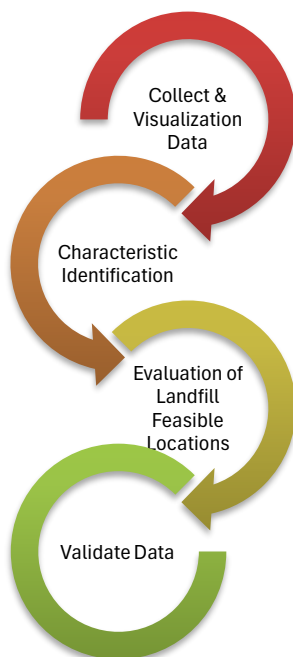 Collect &
Visualization
Data
Characteristic
Identification
Evaluation of
Landfill
Feasible
Locations
Validate Data